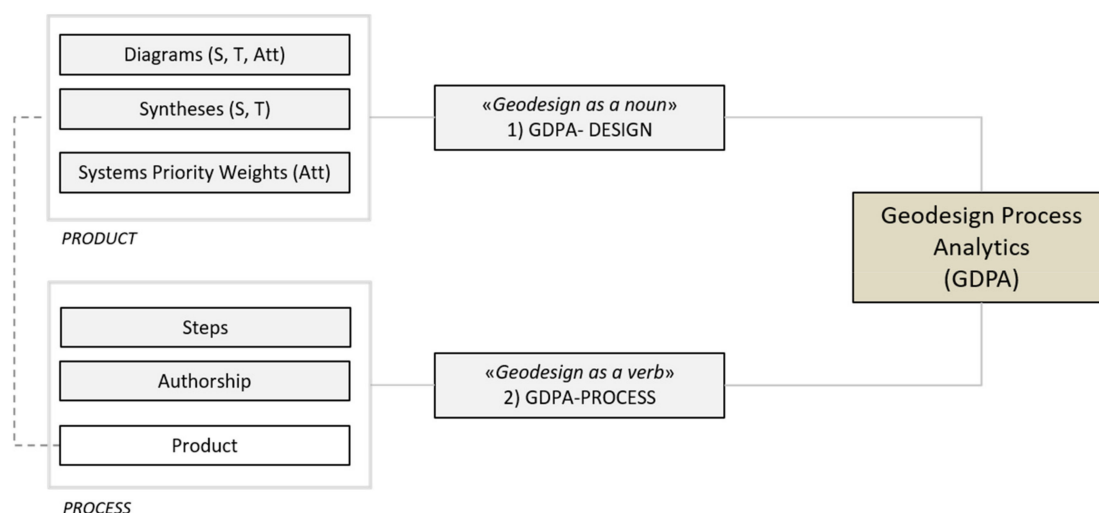 Diagrams (S, T, Att)
Syntheses (S, T)
Systems Priority Weights (Att)
PRODUCT
«Geodesign as a noun»
1) GDPA- DESIGN
Geodesign Process
Analytics
(GDPA)
Steps
Authorship
Product
PROCESS
«Geodesign as a verb»
2) GDPA-PROCESS